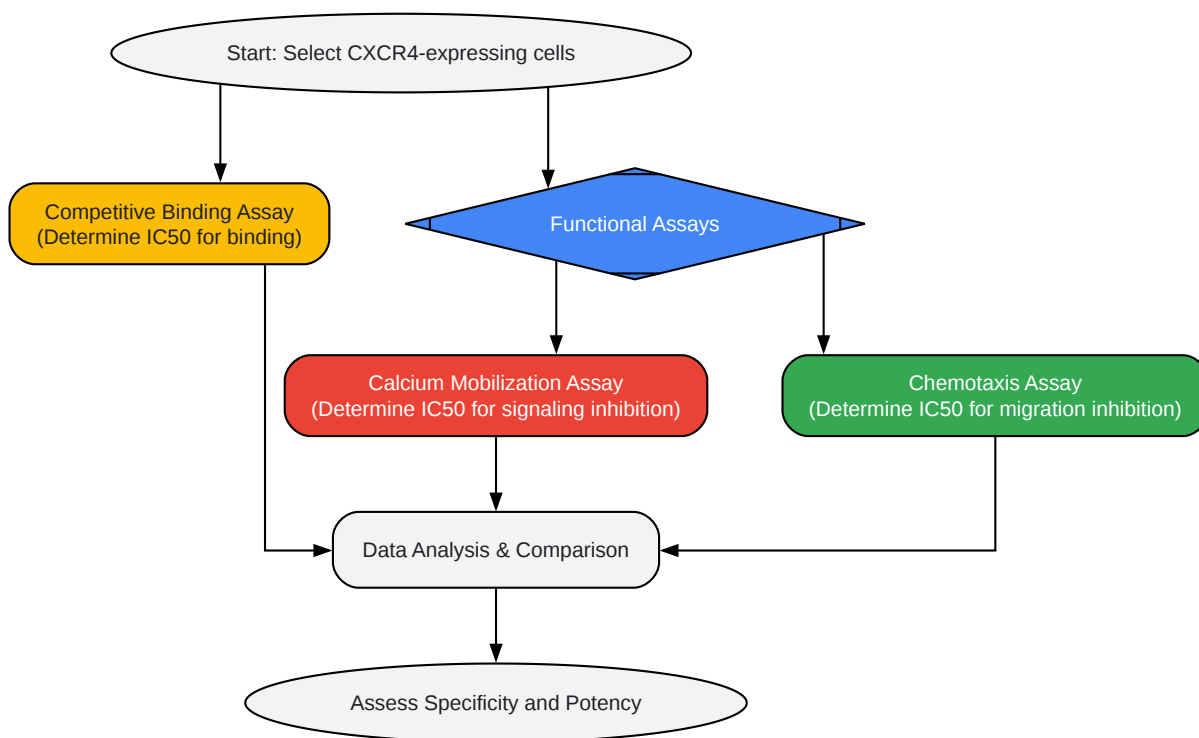 Start: Select CXCR4-expressing cells
Competitive Binding Assay
(Determine IC50 for binding)
Functional Assays
Calcium Mobilization Assay
(Determine IC50 for signaling inhibition)
Chemotaxis Assay
(Determine IC50 for migration inhibition)
Data Analysis & Comparison
Assess Specificity and Potency